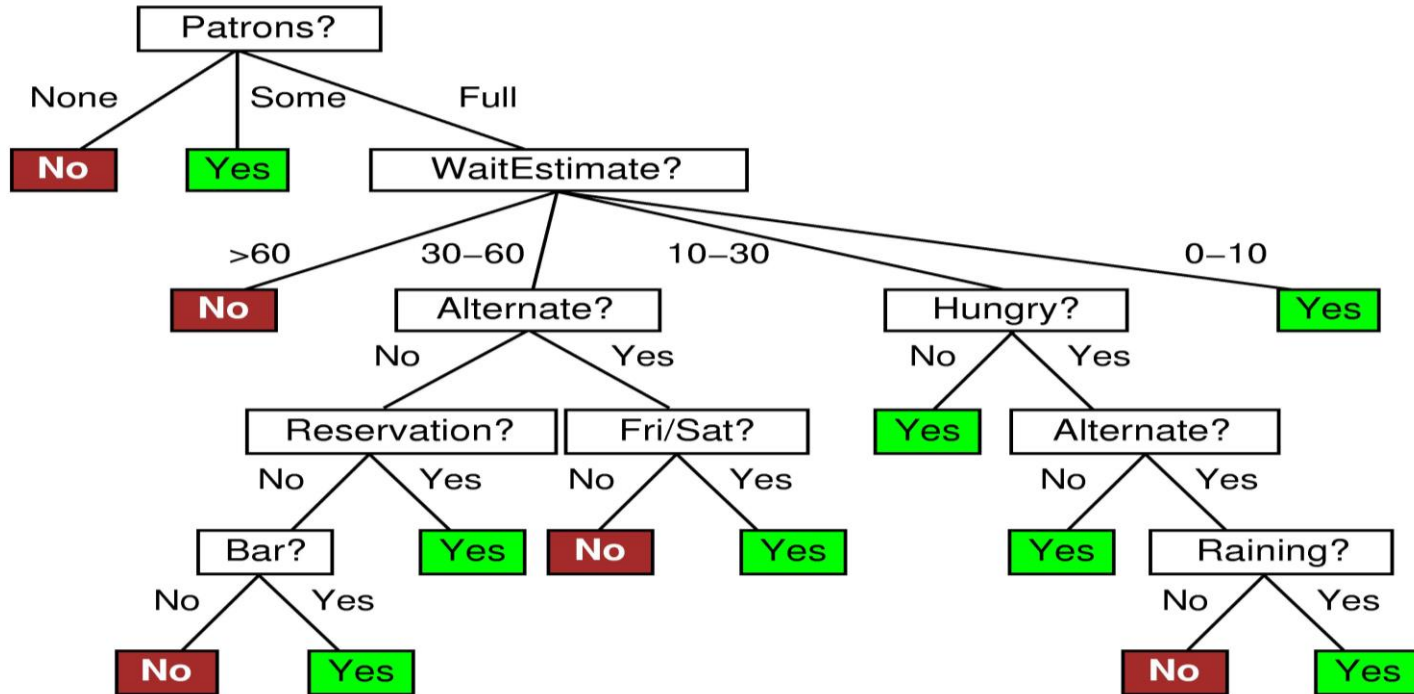 Patrons?
None Some Full
No Yes WaitEstimate?
>60 30–60 10–30 0–10
No Alternate? Hungry? Yes
No Yes No Yes
Reservation? Fri/Sat? Yes Alternate?
No Yes No Yes No Yes
Bar? Yes No Yes Yes Raining?
No Yes No Yes
No Yes No Yes